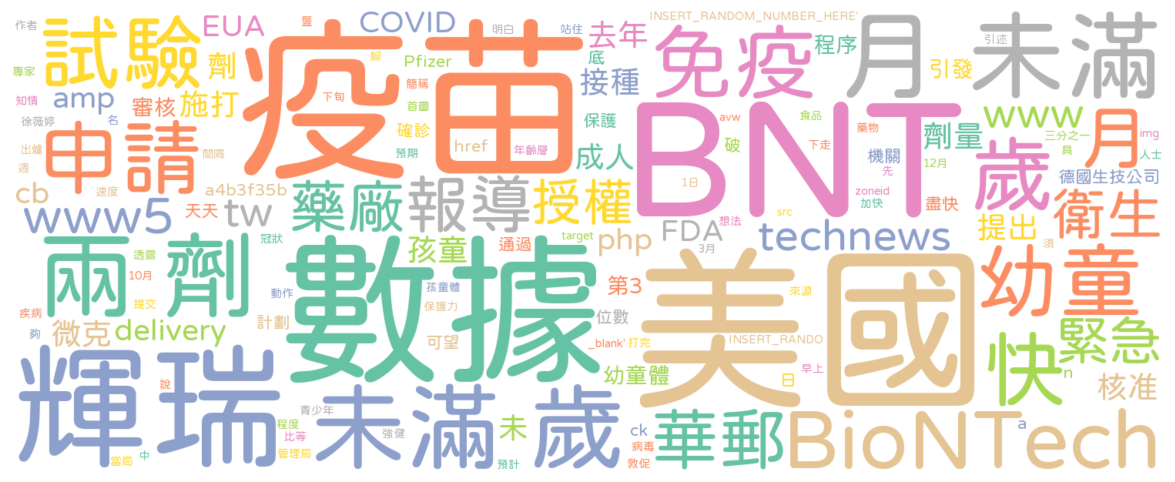 作者
試驗
EUA
盤
COVID
明白
站住
去年
INSERT_RANDOM_NUMBER_HERE'
程序
月
引述
未滿
專家
劑
疫苗
Pfizer
底
免疫
引發
知情
amp
審核
施打
下旬
簡稱
首圖
接種
BNT
avw
食品
藥物
www
三分之一
img
徐薇婷
名
申請
確診
保護
破
下走
劑量
月
具
人士
出爐
間隔
預期
href
年齡層
成人
機關
12月
歲
德國生技公司
週
cb
速度
a4b3f35b
1日
先
zoneid
加快
盡快
www5
天天
tw
藥廠
報導
授權
想法
src
提出
衛生
須
冠狀
孩童
通過
target
php
FDA
3月
technews
兩劑
透露
10月
提交
數據
第3
美國
來源
幼童
疾病
動作
孩童體
保護力
夠
微克
delivery
計劃
可望
位數
_blank'
打完
INSERT_RANDO
快
緊急
輝瑞
說
青少年
未滿
歲
幼童體
日
早上
n
核准
程度
比等
強健
未
ck
華郵
a
BioNTech
當局
中
管理局
預計
病毒
敦促